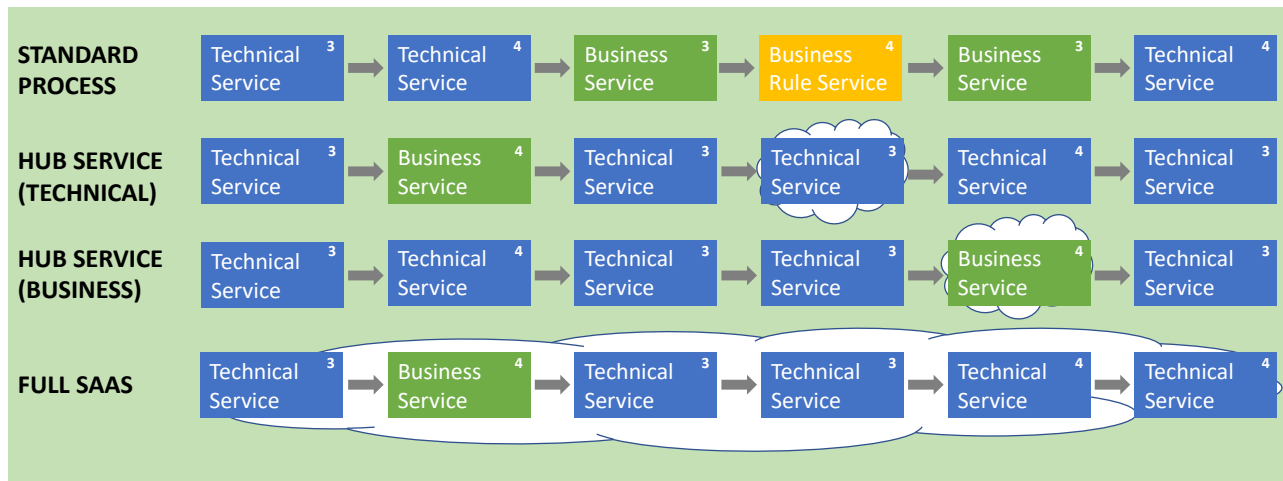 STANDARD
PROCESS
Technical 3
Service
Technical 4
Service
Business 3
Service
Business 4
Rule Service
Business 3
Service
Technical 4
Service
HUB SERVICE
(TECHNICAL)
Technical 3
Service
Business 4
Service
Technical 3
Service
Technical 3
Service
Technical 4
Service
Technical 3
Service
HUB SERVICE
(BUSINESS)
Technical 3
Service
Technical 4
Service
Technical 3
Service
Technical 3
Service
Business 4
Service
Technical 3
Service
FULL SAAS
Technical 3
Service
Business 4
Service
Technical 3
Service
Technical 3
Service
Technical 4
Service
Technical 4
Service